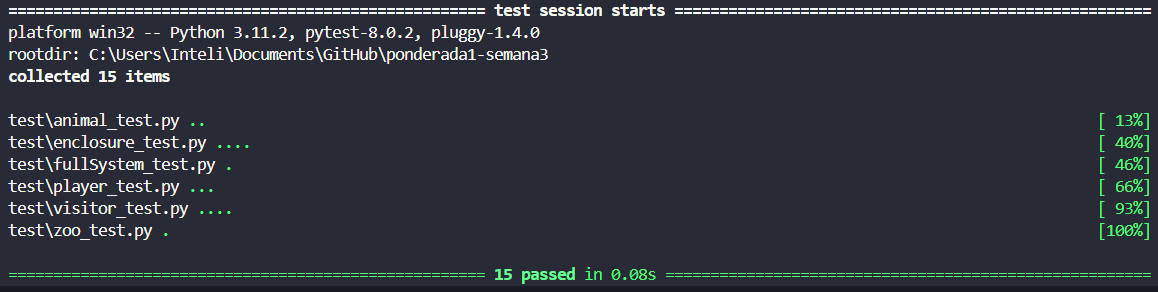 ===================================================== test session starts =====================================================
platform win32 -- Python 3.11.2, pytest-8.0.2, pluggy-1.4.0
rootdir: C:\Users\Inteli\Documents\GitHub\ponderada1-semana3
collected 15 items
test\animal_test.py .. [ 13%]
test\enclosure_test.py .... [ 40%]
test\fullSystem_test.py . [ 46%]
test\player_test.py ... [ 66%]
test\visitor_test.py .... [ 93%]
test\zoo_test.py . [100%]
===================================================== 15 passed in 0.08s ======================================================